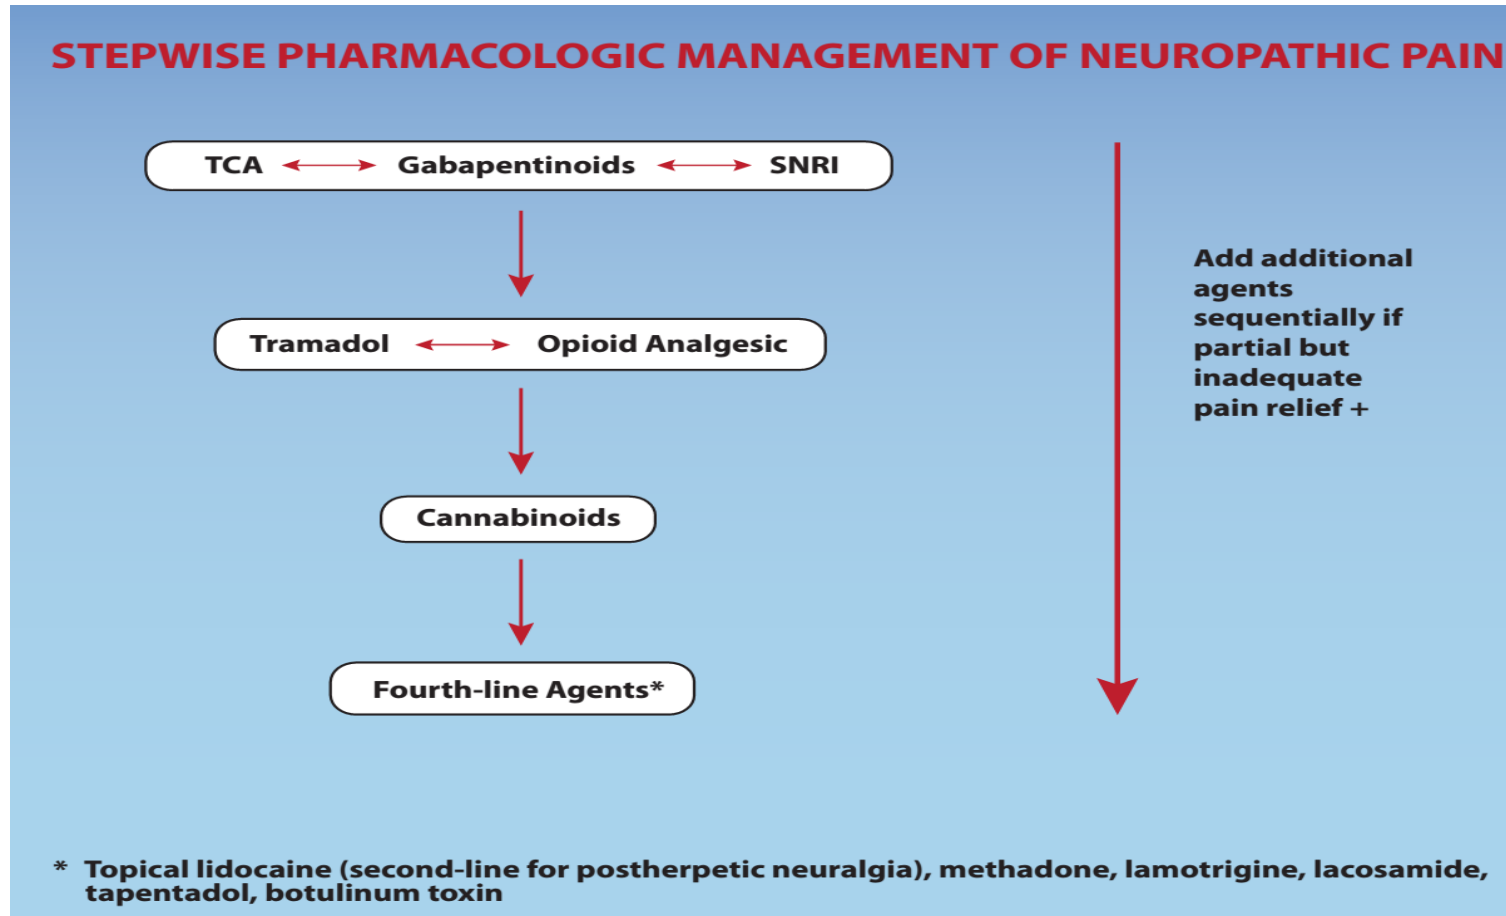 STEPWISE PHARMACOLOGIC MANAGEMENT OF NEUROPATHIC PAIN
TCA Gabapentinoids SNRI
Tramadol Opioid Analgesic
Cannabinoids
Fourth-line Agents*
Add additional
agents
sequentially if
partial but
inadequate
pain relief +
* Topical lidocaine (second-line for postherpetic neuralgia), methadone, lamotrigine, lacosamide,
tapentadol, botulinum toxin